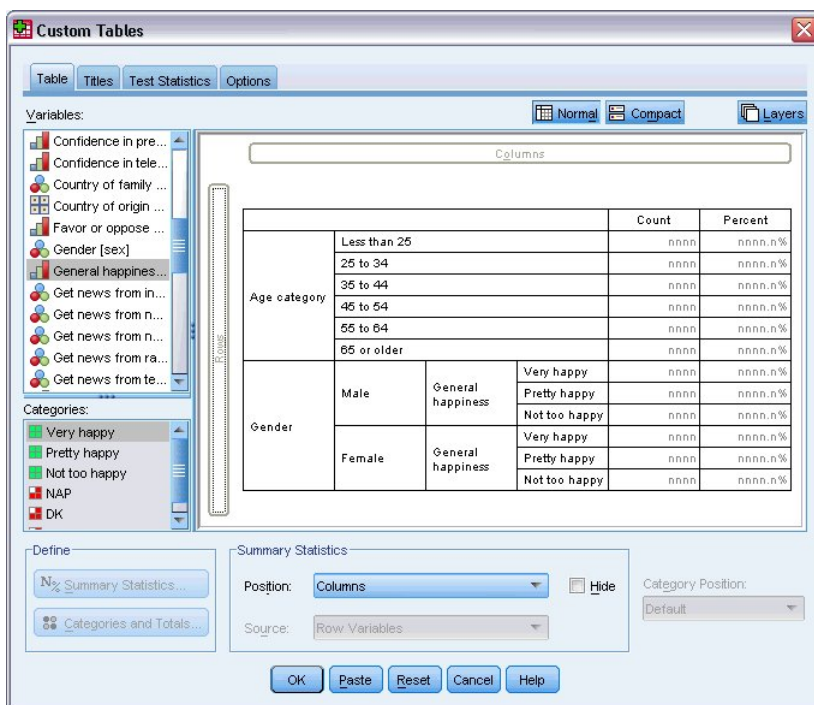 Custom Tables
Table Titles Test Statistics Options
Variables:
Normal Compact Layers
Confidence in pre...
Confidence in tele...
Country of family ...
Country of origin ...
Favor or oppose ...
Gender [sex]
General happines...
Get news from in...
Get news from n...
Get news from n...
Get news from ra...
Get news from te...
Categories:
Very happy
Pretty happy
Not too happy
NAP
DK
Columns
Rows
Count Percent
Age category
Less than 25 nnnn nnnn.n%
25 to 34 nnnn nnnn.n%
35 to 44 nnnn nnnn.n%
45 to 54 nnnn nnnn.n%
55 to 64 nnnn nnnn.n%
65 or older nnnn nnnn.n%
Gender
Male
General
happiness
Very happy nnnn nnnn.n%
Pretty happy nnnn nnnn.n%
Not too happy nnnn nnnn.n%
Female
General
happiness
Very happy nnnn nnnn.n%
Pretty happy nnnn nnnn.n%
Not too happy nnnn nnnn.n%
Define
N% Summary Statistics...
Categories and Totals...
Summary Statistics
Position: Columns Hide
Source: Row Variables
Category Position:
Default
OK Paste Reset Cancel Help